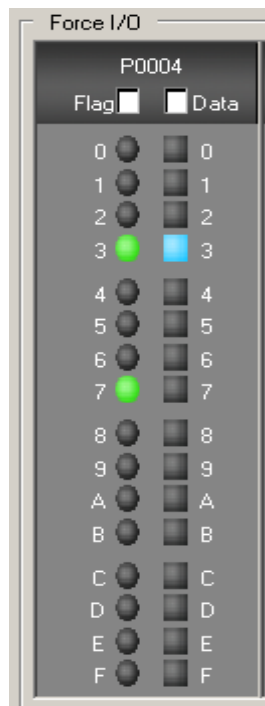 Force I/O
P0004
Flag Data
0 0
1 1
2 2
3 3
4 4
5 5
6 6
7 7
8 8
9 9
A A
B B
C C
D D
E E
F F